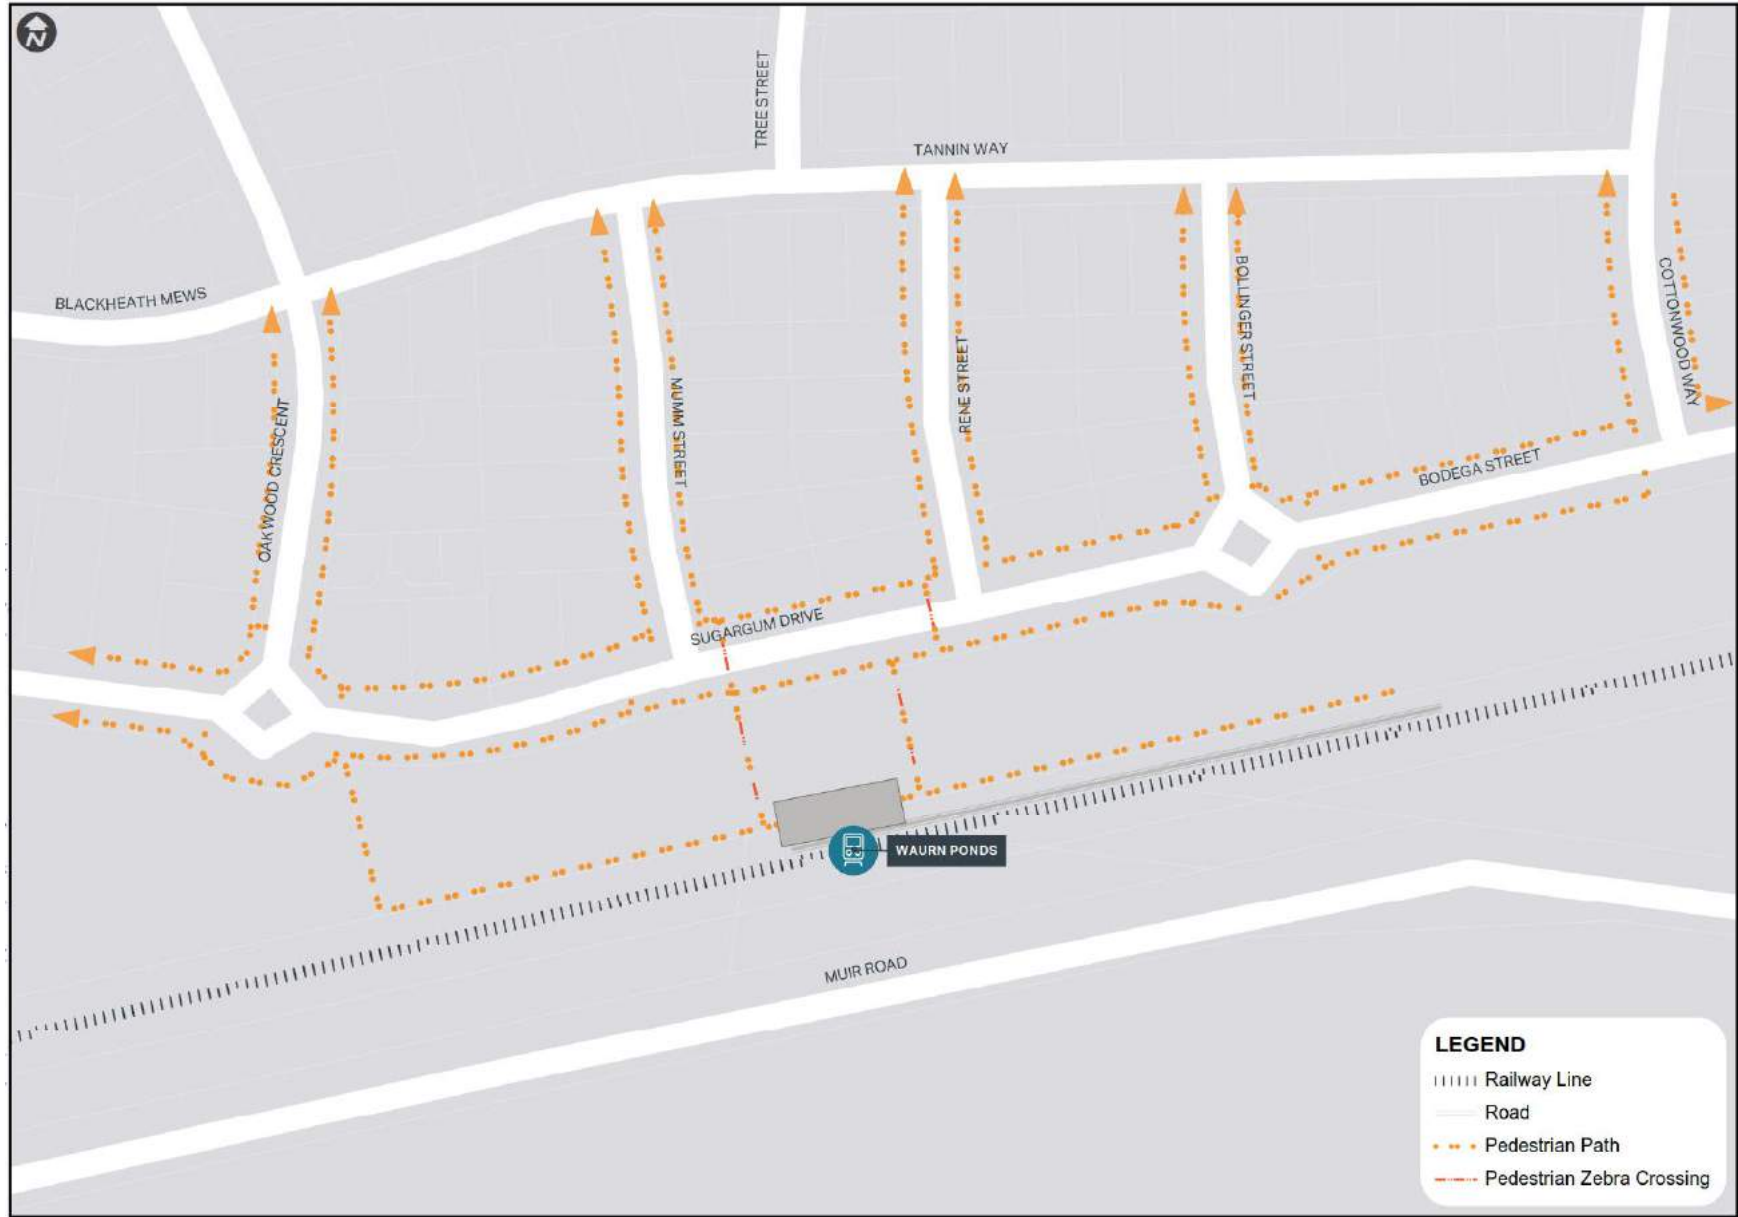 N
TREE STREET
TANNIN WAY
BLACKHEATH MEWS
BOLLINGER STREET
COTTONWOOD WAY
RENE STREET
MUMM STREET
OAKWOOD CRESCENT
BODEGA STREET
SUGARGUM DRIVE
WAURN PONDS
MUIR ROAD
LEGEND
Railway Line
Road
Pedestrian Path
Pedestrian Zebra Crossing